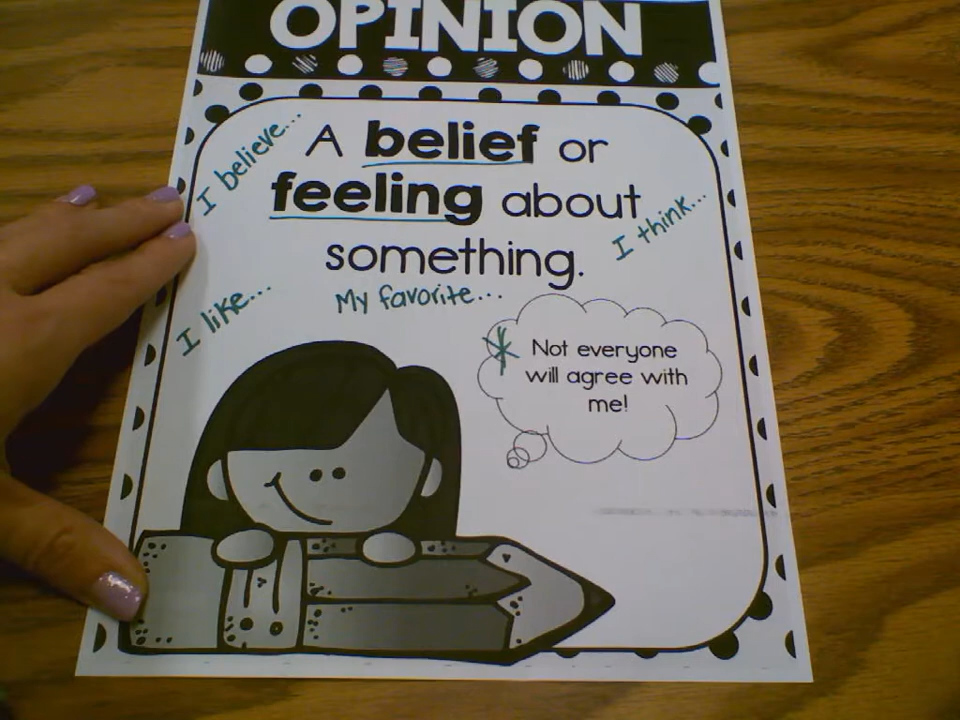 OPINION
I believe...
A belief or
feeling about
something.
I think...
I like...
My favorite...
Not everyone
will agree with
me!